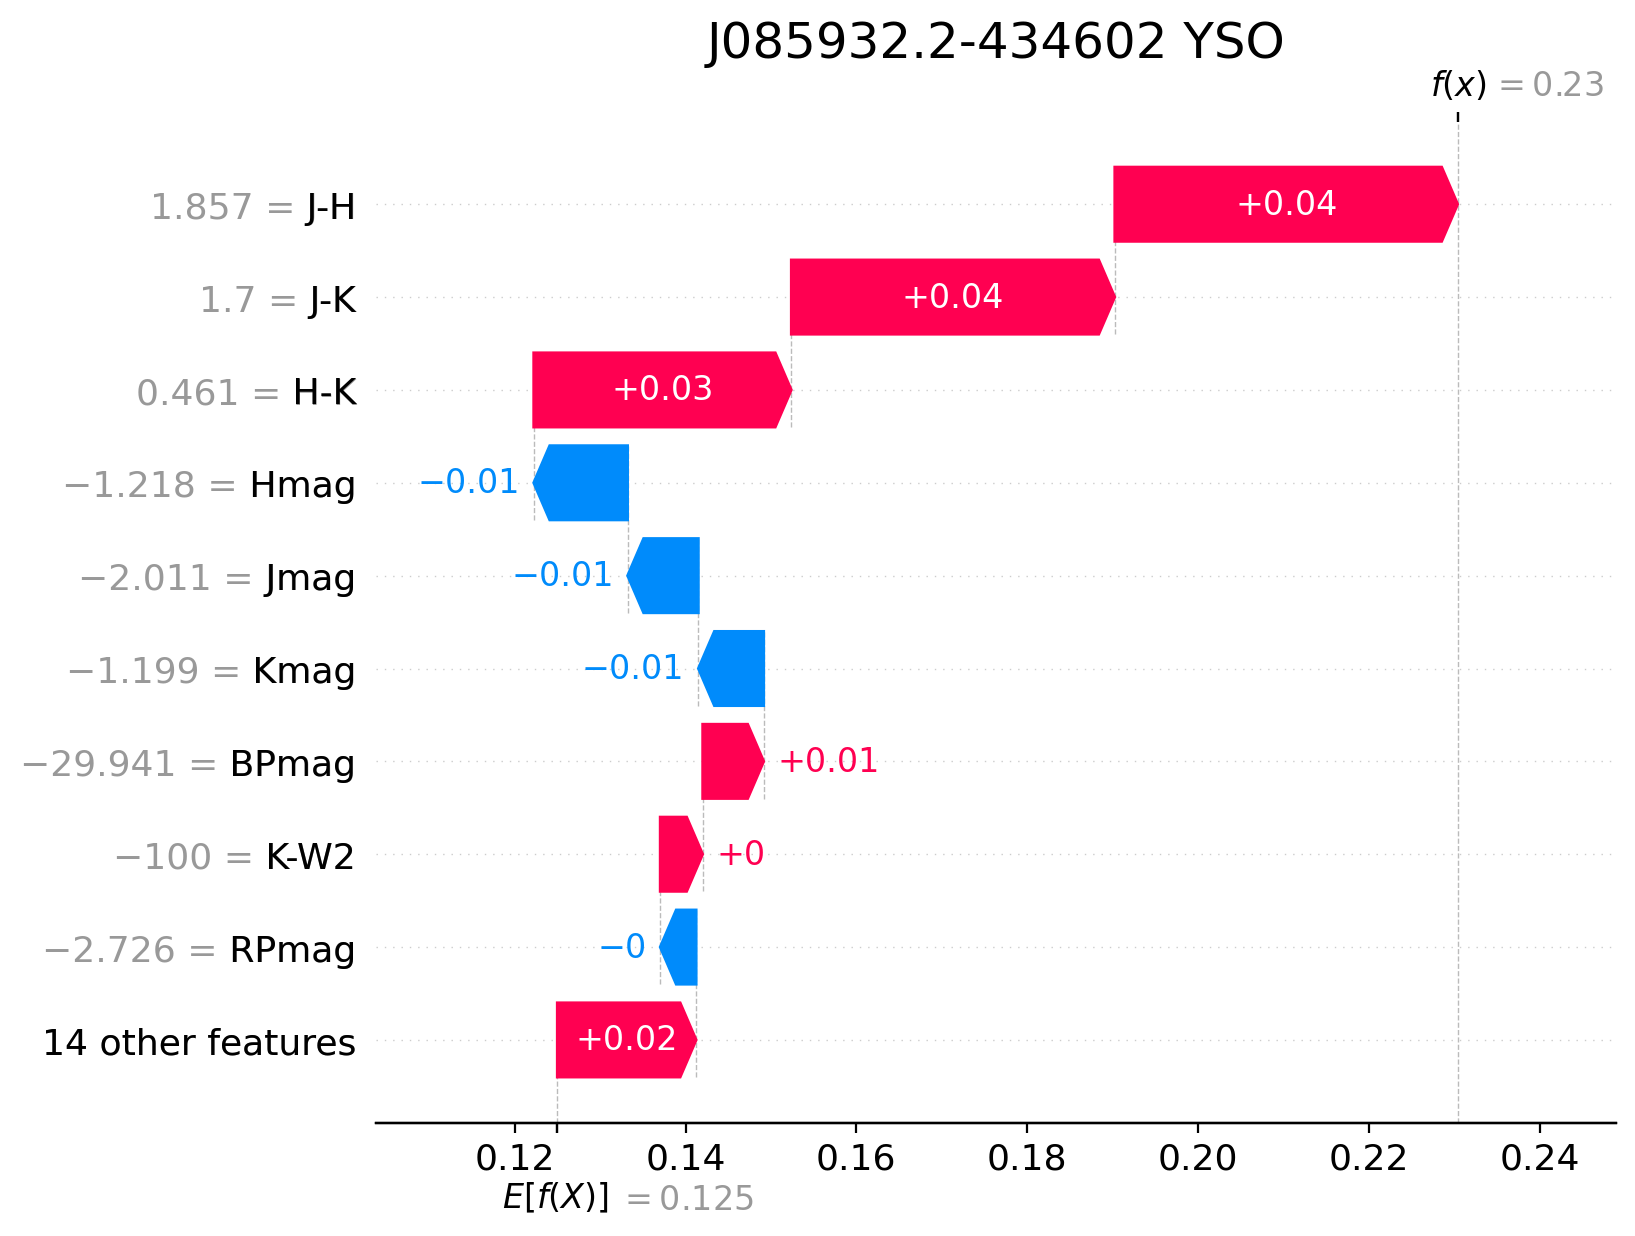 J085932.2-434602 YSO
f(x) = 0.23
1.857 = J-H
+0.04
1.7 = J-K
+0.04
0.461 = H-K
+0.03
−1.218 = Hmag
−0.01
−2.011 = Jmag
−0.01
−1.199 = Kmag
−0.01
−29.941 = BPmag
+0.01
−100 = K-W2
+0
−2.726 = RPmag
−0
14 other features
+0.02
0.12 0.14 0.16 0.18 0.20 0.22 0.24
E[f(X)] = 0.125